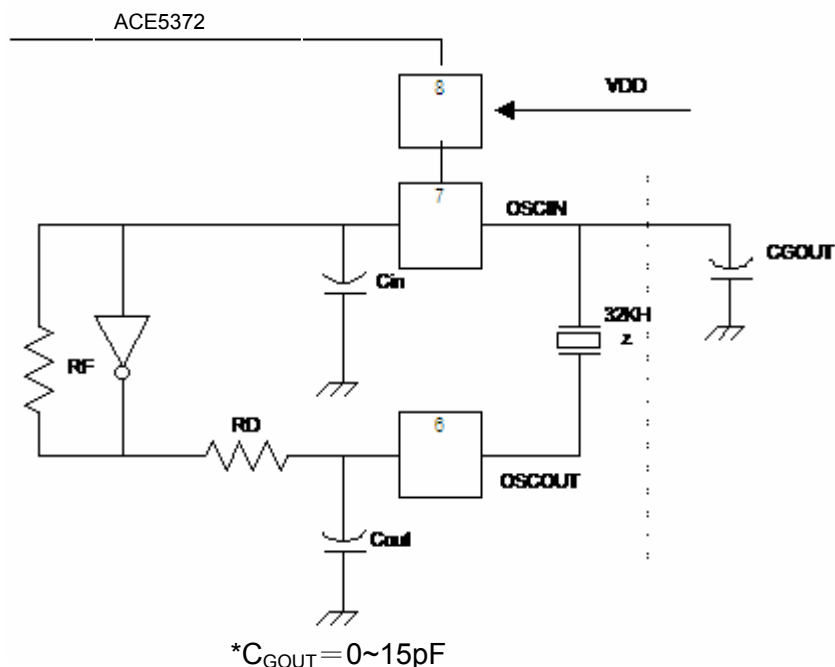 ACE5372
8
VDD
7
OSCIN
CGOUT
Cin
32KH
z
RF
RD
6
OSCOUT
Cout
*CGOUT＝0~15pF